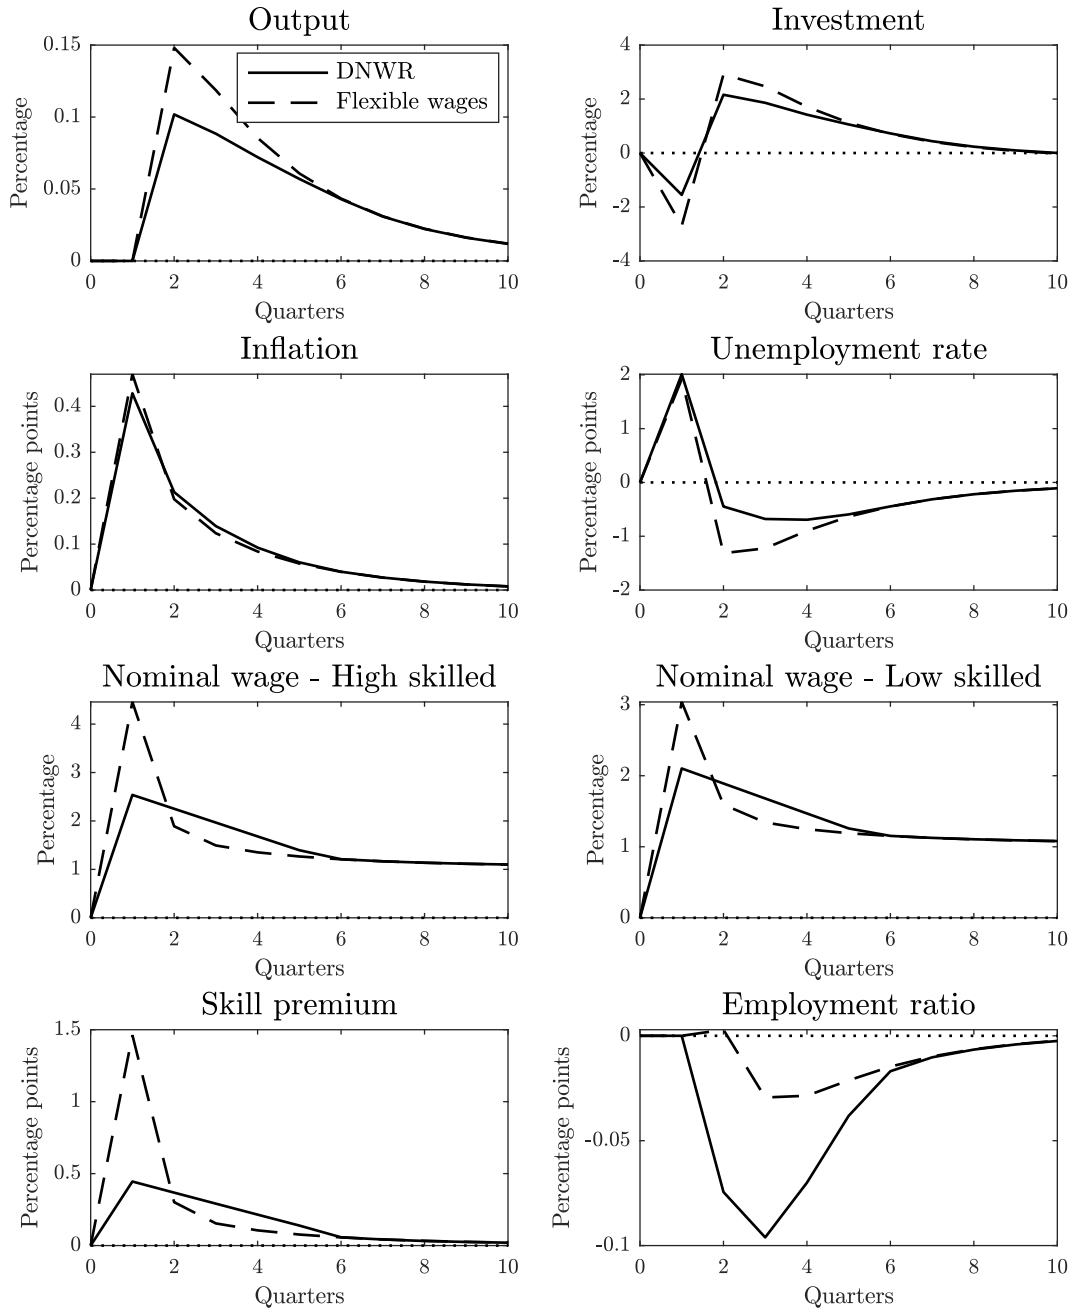 Output
Percentage
0.15
0.1
0.05
0
DNWR
Flexible wages
0 2 4 6 8 10
Quarters
Investment
Percentage
4
2
0
-2
-4
0 2 4 6 8 10
Quarters
Inflation
Percentage points
0.4
0.3
0.2
0.1
0
0 2 4 6 8 10
Quarters
Unemployment rate
Percentage points
2
1
0
-1
-2
0 2 4 6 8 10
Quarters
Nominal wage - High skilled
Percentage
4
3
2
1
0
0 2 4 6 8 10
Quarters
Nominal wage - Low skilled
Percentage
3
2
1
0
0 2 4 6 8 10
Quarters
Skill premium
Percentage points
1.5
1
0.5
0
0 2 4 6 8 10
Quarters
Employment ratio
Percentage points
0
-0.05
-0.1
0 2 4 6 8 10
Quarters